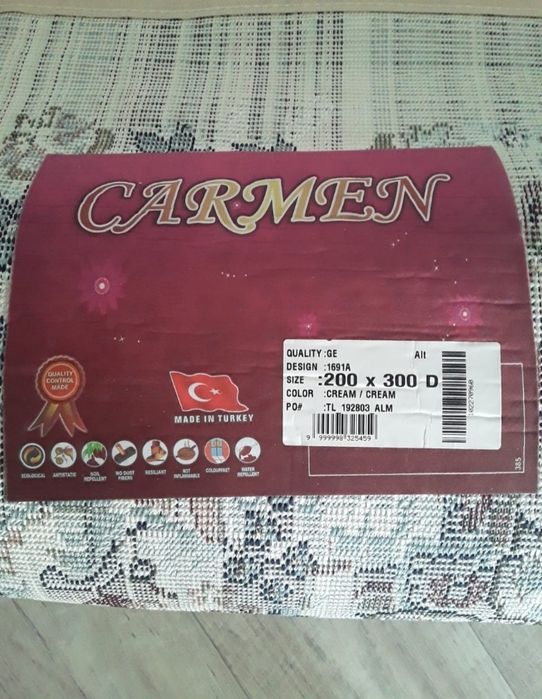 CARMEN
QUALITY CONTROL MADE
MADE IN TURKEY
QUALITY :GE Alt
DESIGN :1691A
SIZE :200 x 300 D
COLOR :CREAM / CREAM
PO# :TL 192803 ALM
9 999998 325459
385
ECOLOGICAL ANTISTATIC SOIL REPELLENT NO DUST FIBERS RESILIANT NOT INFLAMMABLE COLOURFAST WATER REPELLENT